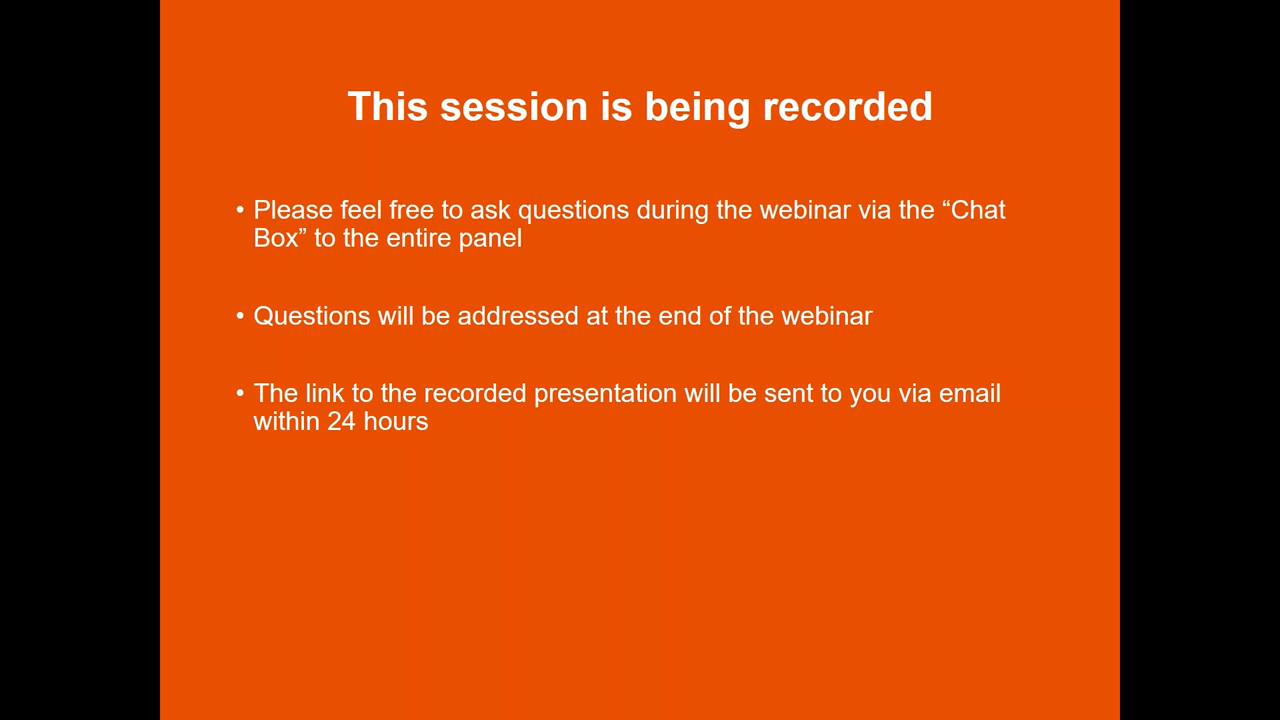 This session is being recorded
• Please feel free to ask questions during the webinar via the “Chat
Box” to the entire panel
• Questions will be addressed at the end of the webinar
• The link to the recorded presentation will be sent to you via email
within 24 hours